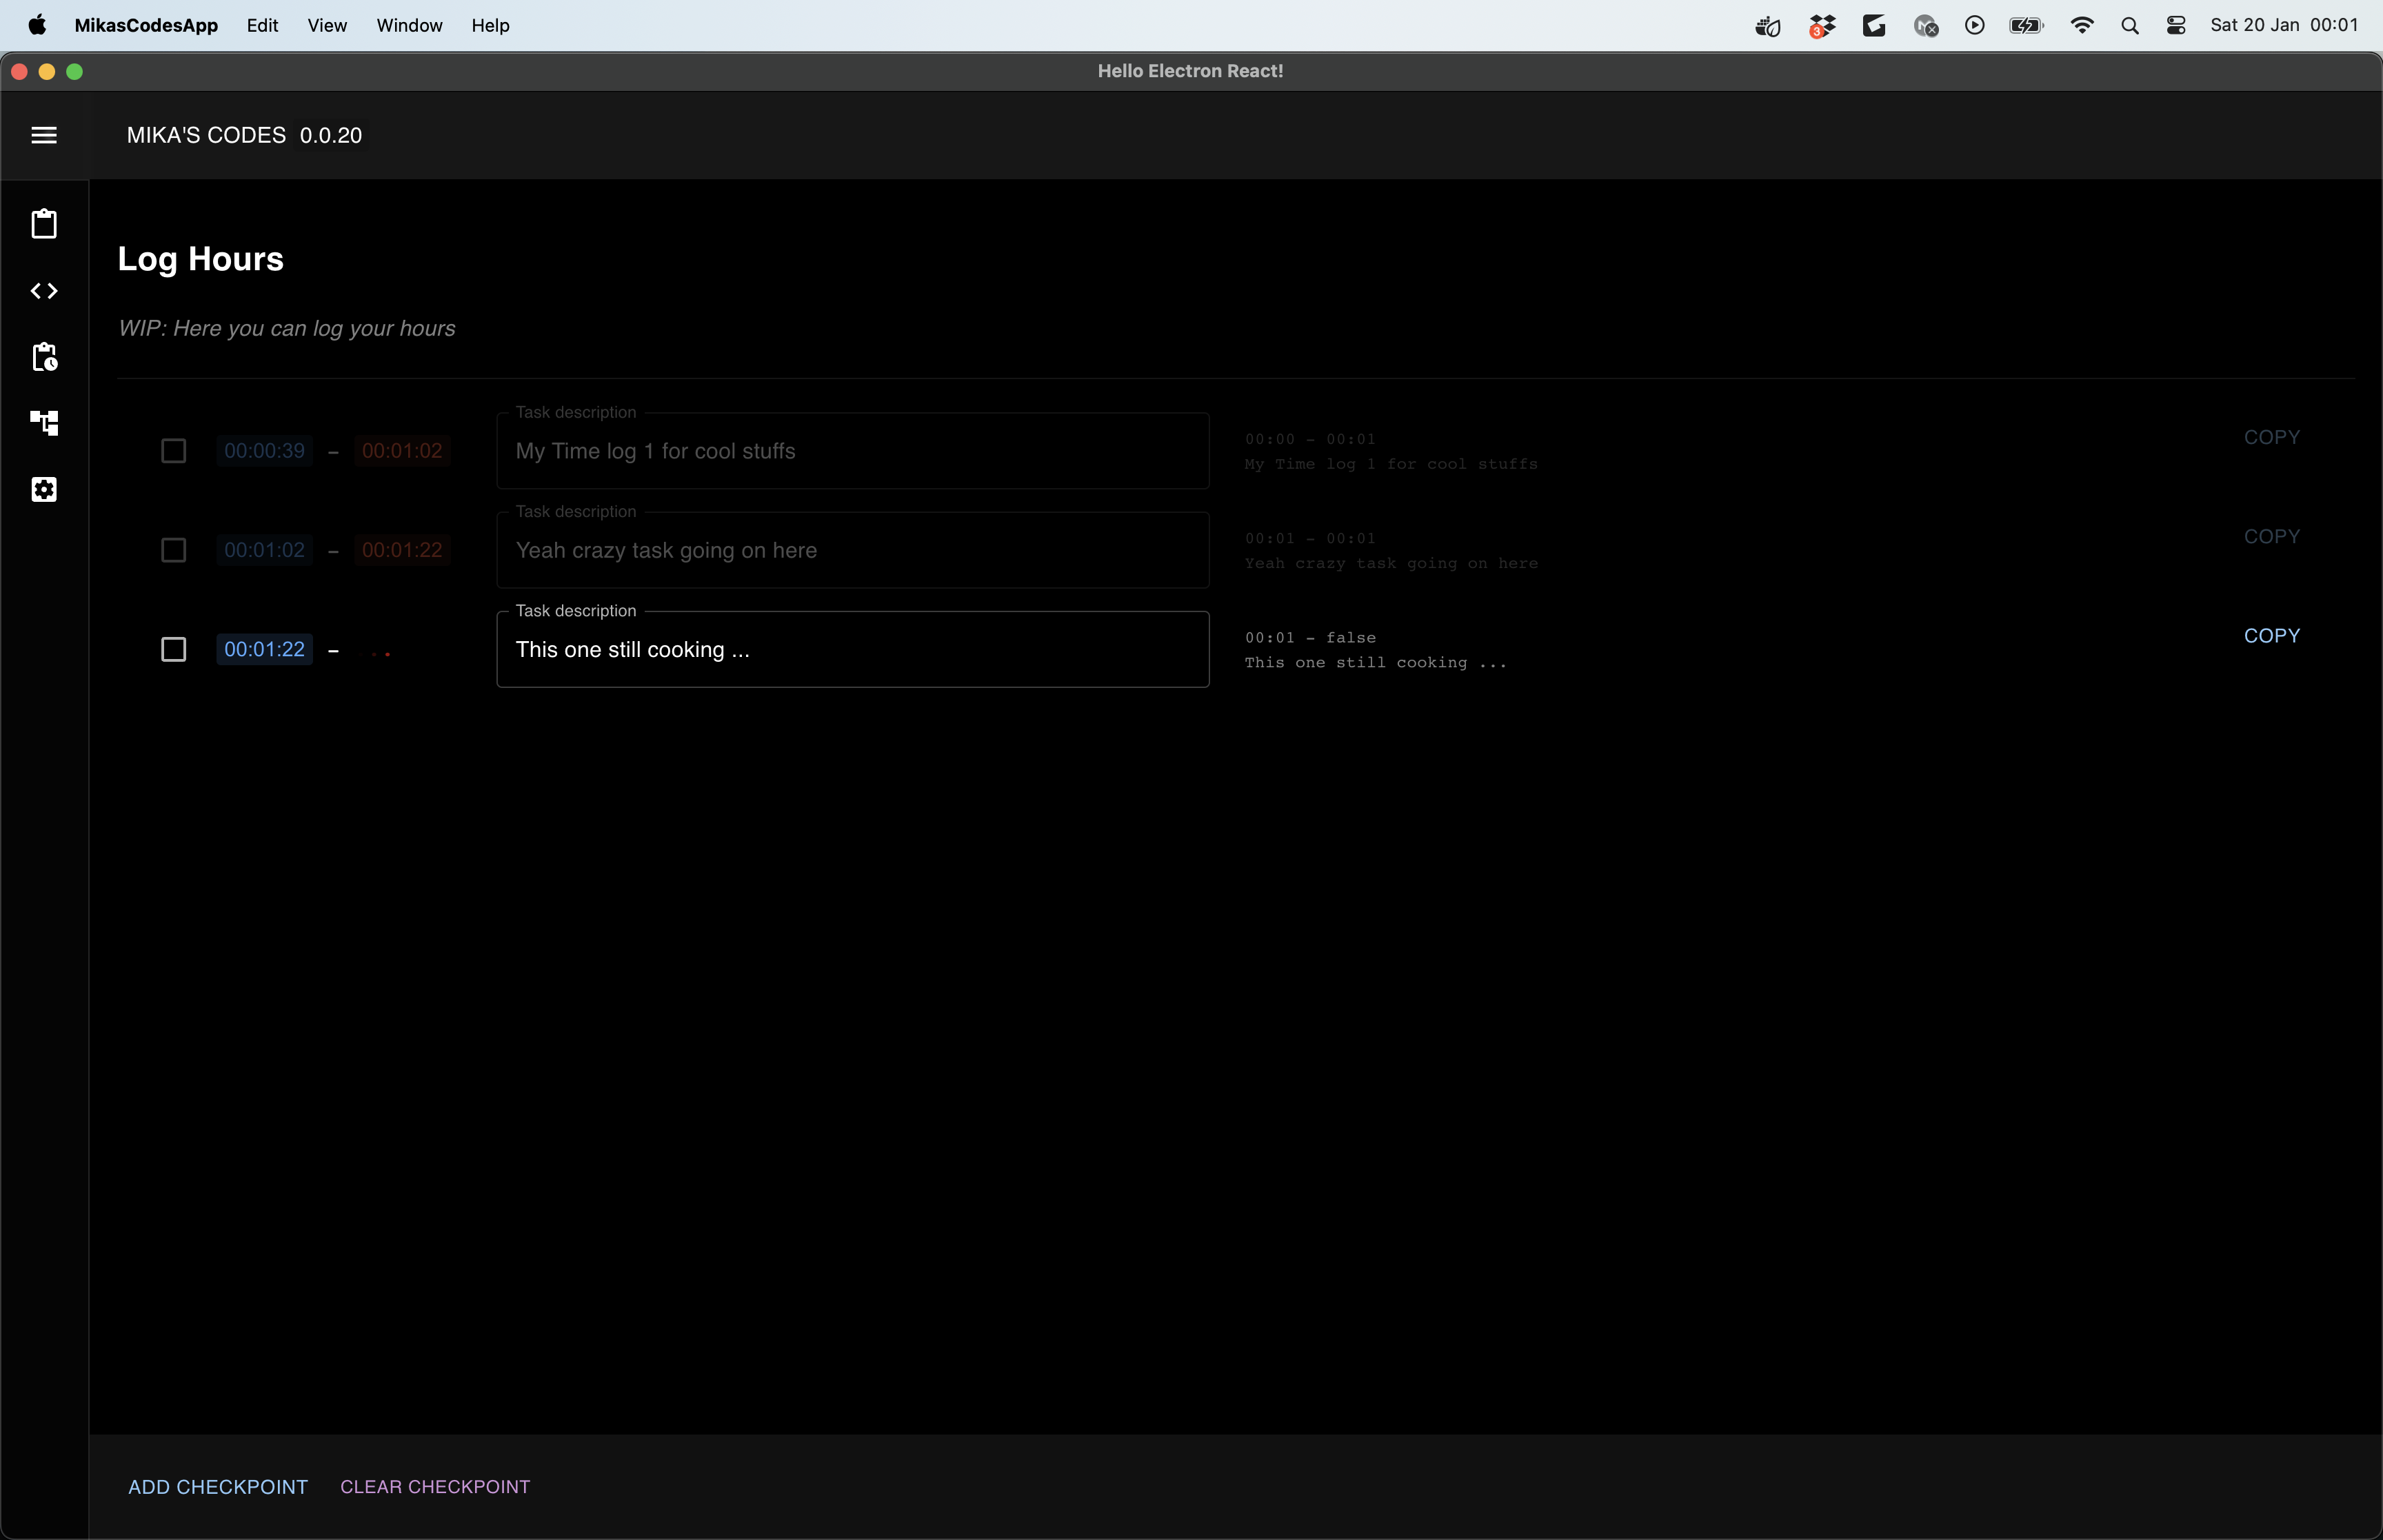 MikasCodesApp Edit View Window Help 3 Sat 20 Jan 00:01
Hello Electron React!
MIKA'S CODES 0.0.20
Log Hours
WIP: Here you can log your hours
Task description
00:00:39 – 00:01:02 My Time log 1 for cool stuffs
00:00 – 00:01
My Time log 1 for cool stuffs
COPY
Task description
00:01:02 – 00:01:22 Yeah crazy task going on here
00:01 – 00:01
Yeah crazy task going on here
COPY
Task description
00:01:22 – .. This one still cooking ...
00:01 – false
This one still cooking ...
COPY
ADD CHECKPOINT CLEAR CHECKPOINT